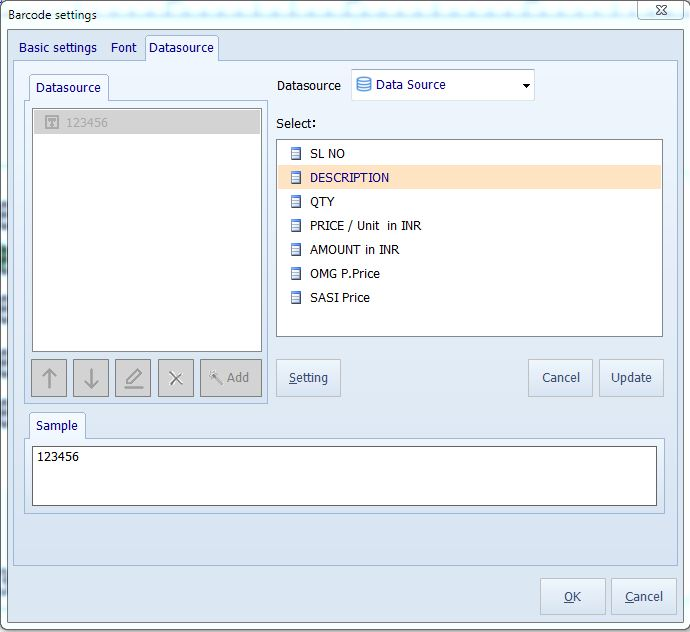 Barcode settings
Basic settings Font Datasource
Datasource
123456
Datasource Data Source
Select:
SL NO
DESCRIPTION
QTY
PRICE / Unit in INR
AMOUNT in INR
OMG P.Price
SASI Price
Add
Setting Cancel Update
Sample
123456
OK Cancel